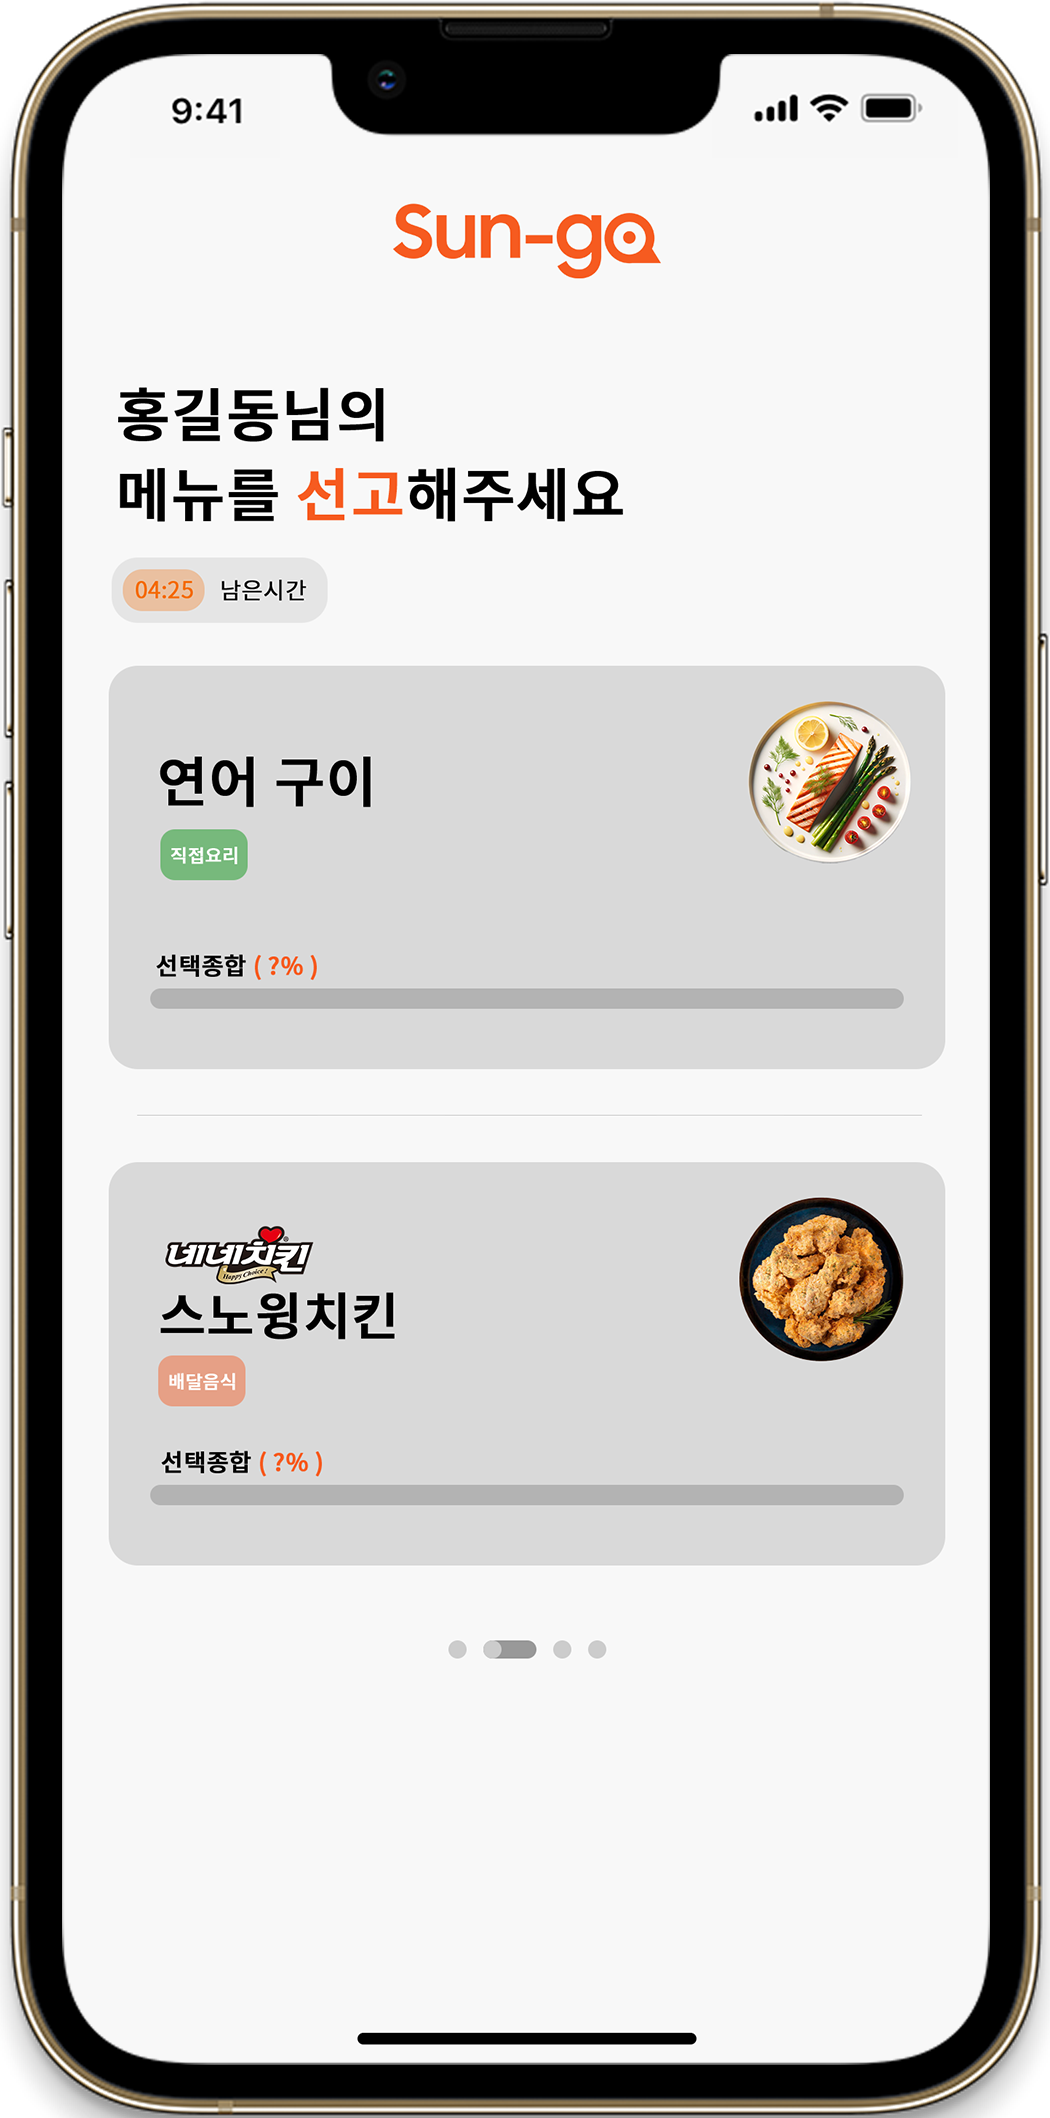 9:41
Sun-go
홍길동님의
메뉴를 선고해주세요
04:25 남은시간
연어 구이
직접요리
선택종합 ( ?% )
네네치킨
Happy Choice!
스노윙치킨
배달음식
선택종합 ( ?% )